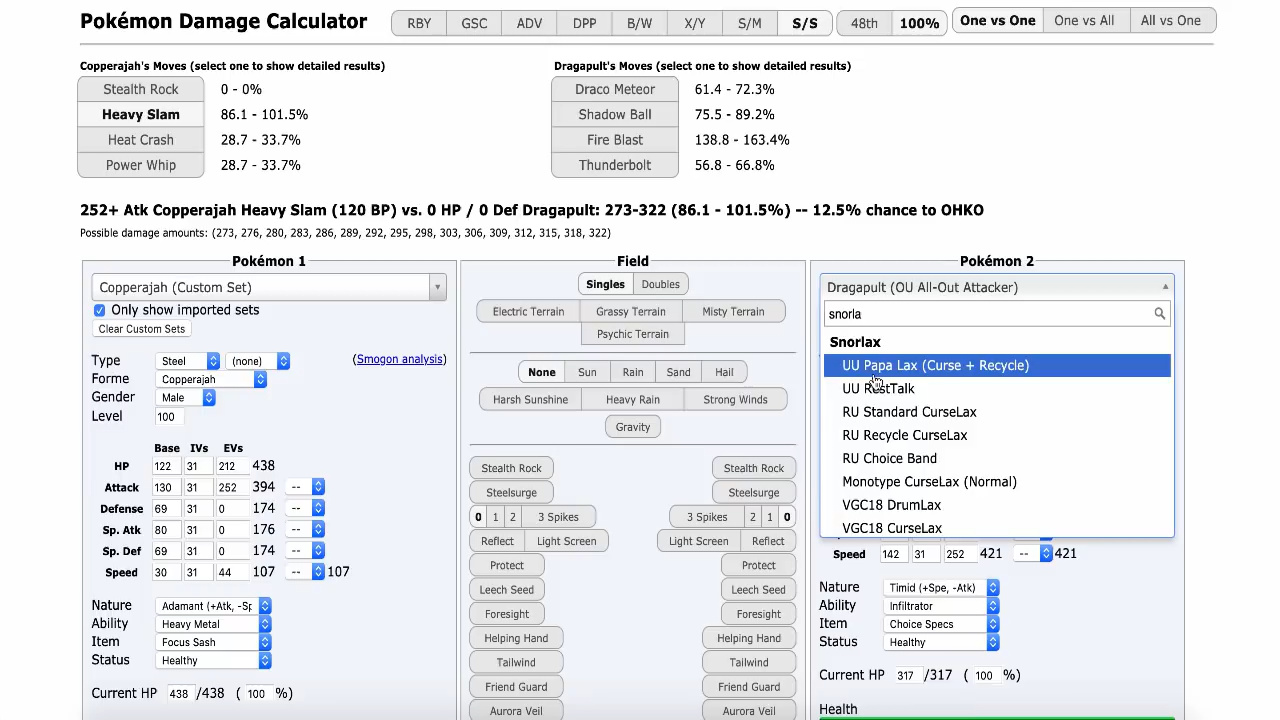 Pokémon Damage Calculator
RBY GSC ADV DPP B/W X/Y S/M S/S 48th 100% One vs One One vs All All vs One
Copperajah's Moves (select one to show detailed results)
Stealth Rock 0 - 0%
Heavy Slam 86.1 - 101.5%
Heat Crash 28.7 - 33.7%
Power Whip 28.7 - 33.7%
Dragapult's Moves (select one to show detailed results)
Draco Meteor 61.4 - 72.3%
Shadow Ball 75.5 - 89.2%
Fire Blast 138.8 - 163.4%
Thunderbolt 56.8 - 66.8%
252+ Atk Copperajah Heavy Slam (120 BP) vs. 0 HP / 0 Def Dragapult: 273-322 (86.1 - 101.5%) -- 12.5% chance to OHKO
Possible damage amounts: (273, 276, 280, 283, 286, 289, 292, 295, 298, 303, 306, 309, 312, 315, 318, 322)
Pokémon 1
Copperajah (Custom Set)
Only show imported sets
Clear Custom Sets
Type Steel (none) (Smogon analysis)
Forme Copperajah
Gender Male
Level 100
Base IVs EVs
HP 122 31 212 438
Attack 130 31 252 394 --
Defense 69 31 0 174 --
Sp. Atk 80 31 0 176 --
Sp. Def 69 31 0 174 --
Speed 30 31 44 107 -- 107
Nature Adamant (+Atk, -Sp
Ability Heavy Metal
Item Focus Sash
Status Healthy
Current HP 438 /438 ( 100 %)
Field
Singles Doubles
Electric Terrain Grassy Terrain Misty Terrain
Psychic Terrain
None Sun Rain Sand Hail
Harsh Sunshine Heavy Rain Strong Winds
Gravity
Stealth Rock Stealth Rock
Steelsurge Steelsurge
0 1 2 3 Spikes 3 Spikes 2 1 0
Reflect Light Screen Light Screen Reflect
Protect Protect
Leech Seed Leech Seed
Foresight Foresight
Helping Hand Helping Hand
Tailwind Tailwind
Friend Guard Friend Guard
Aurora Veil Aurora Veil
Pokémon 2
Dragapult (OU All-Out Attacker)
snorla
Snorlax
UU Papa Lax (Curse + Recycle)
UU RestTalk
RU Standard CurseLax
RU Recycle CurseLax
RU Choice Band
Monotype CurseLax (Normal)
VGC18 DrumLax
VGC18 CurseLax
Speed 142 31 252 421 -- 421
Nature Timid (+Spe, -Atk)
Ability Infiltrator
Item Choice Specs
Status Healthy
Current HP 317 /317 ( 100 %)
Health